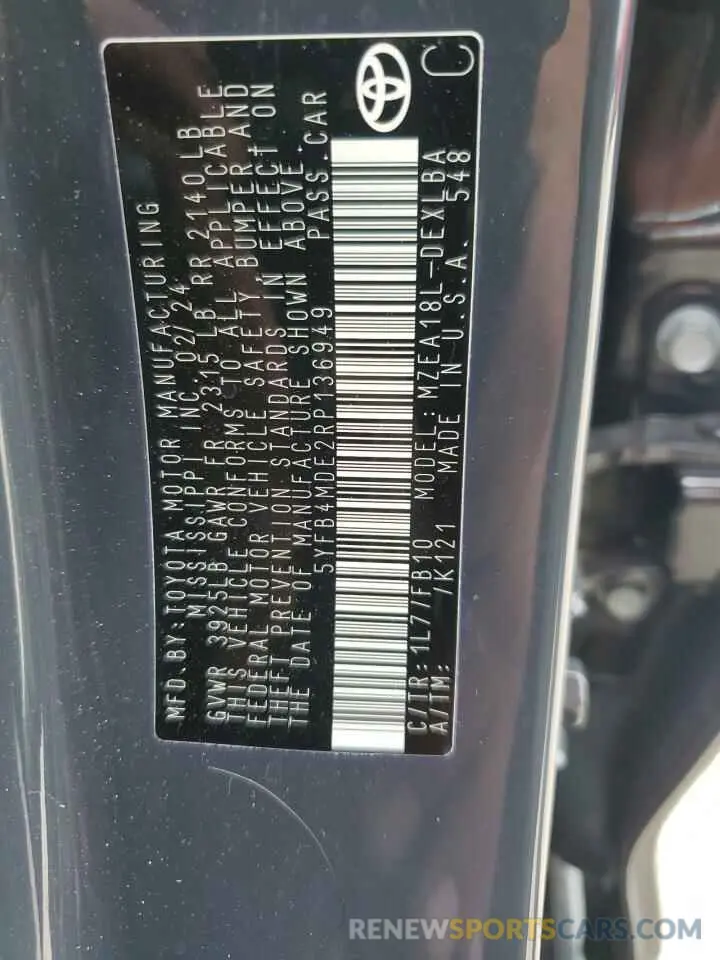 MFD.BY:TOYOTA MOTOR MANUFACTURING
MISSISSIPPI INC. 02/24
GVWR 3925LB GAWR FR 2315 LB RR 2140LB
THIS VEHICLE CONFORMS TO ALL APPLICABLE
FEDERAL MOTOR VEHICLE SAFETY, BUMPER AND
THEFT PREVENTION STANDARDS IN EFFECT ON
THE DATE OF MANUFACTURE SHOWN ABOVE.
5YFB4MDE2RP136949 PASS.CAR
C/TR:1L7/FB10 MODEL:MZEA18L-DEXLBA
A/TM: /K121 MADE IN U.S.A. 548
C
RENEWSPORTSCARS.COM